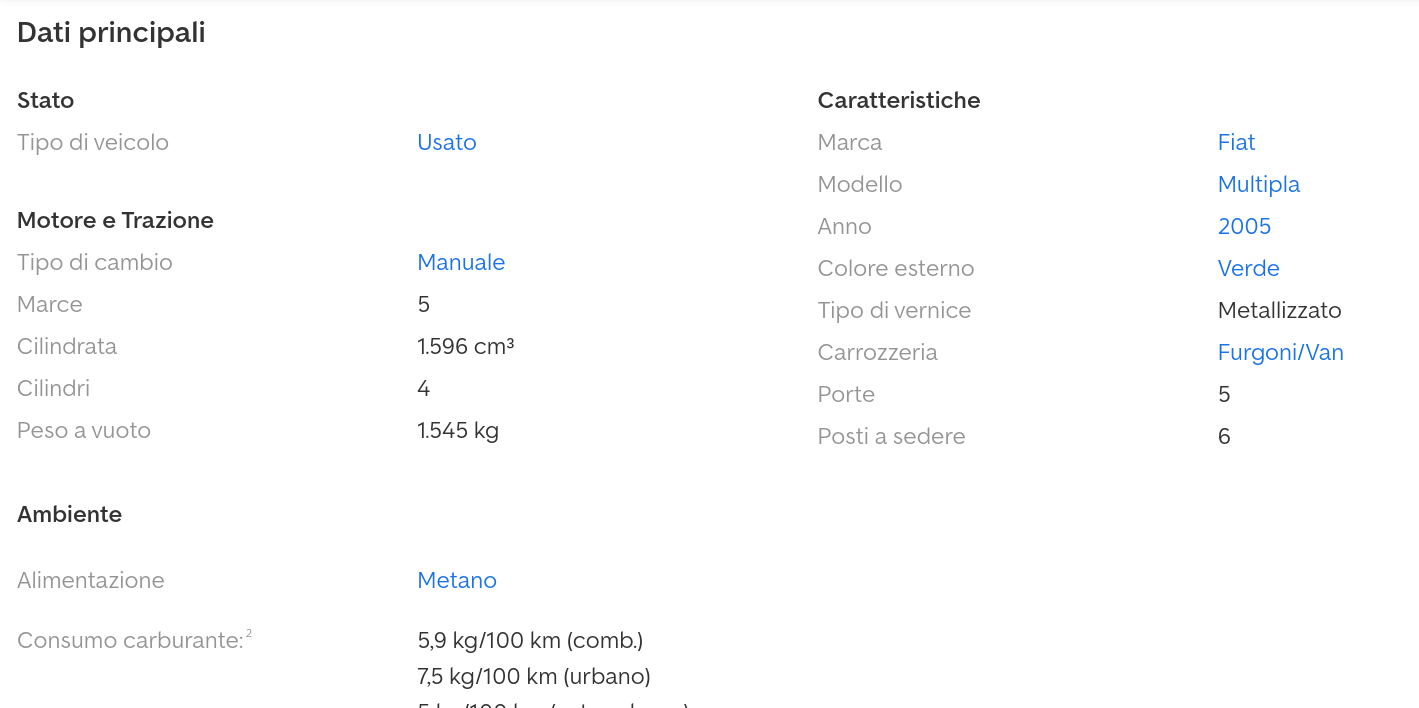 Dati principali
Stato
Tipo di veicolo Usato
Motore e Trazione
Tipo di cambio Manuale
Marce 5
Cilindrata 1.596 cm³
Cilindri 4
Peso a vuoto 1.545 kg
Ambiente
Alimentazione Metano
Consumo carburante:² 5,9 kg/100 km (comb.)
7,5 kg/100 km (urbano)
Caratteristiche
Marca Fiat
Modello Multipla
Anno 2005
Colore esterno Verde
Tipo di vernice Metallizzato
Carrozzeria Furgoni/Van
Porte 5
Posti a sedere 6